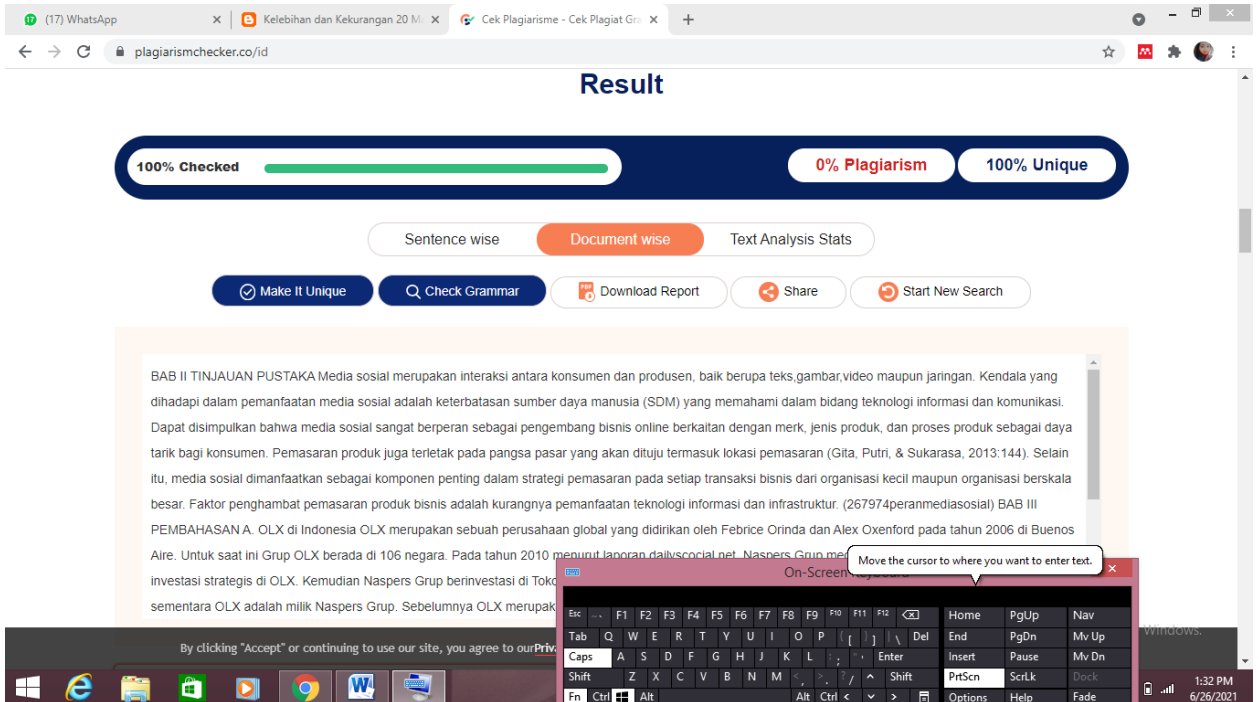 (17) WhatsApp
Kelebihan dan Kekurangan 20 M
Cek Plagiarisme - Cek Plagiat Gra
plagiarismchecker.co/id
Result
100% Checked
0% Plagiarism
100% Unique
Sentence wise
Document wise
Text Analysis Stats
Make It Unique
Check Grammar
Download Report
Share
Start New Search
BAB II TINJAUAN PUSTAKA Media sosial merupakan interaksi antara konsumen dan produsen, baik berupa teks,gambar,video maupun jaringan. Kendala yang
dihadapi dalam pemanfaatan media sosial adalah keterbatasan sumber daya manusia (SDM) yang memahami dalam bidang teknologi informasi dan komunikasi.
Dapat disimpulkan bahwa media sosial sangat berperan sebagai pengembang bisnis online berkaitan dengan merk, jenis produk, dan proses produk sebagai daya
tarik bagi konsumen. Pemasaran produk juga terletak pada pangsa pasar yang akan dituju termasuk lokasi pemasaran (Gita, Putri, & Sukarasa, 2013:144). Selain
itu, media sosial dimanfaatkan sebagai komponen penting dalam strategi pemasaran pada setiap transaksi bisnis dari organisasi kecil maupun organisasi berskala
besar. Faktor penghambat pemasaran produk bisnis adalah kurangnya pemanfaatan teknologi informasi dan infrastruktur. (267974peranmediasosial) BAB III
PEMBAHASAN A. OLX di Indonesia OLX merupakan sebuah perusahaan global yang didirikan oleh Febrice Orinda dan Alex Oxenford pada tahun 2006 di Buenos
Aire. Untuk saat ini Grup OLX berada di 106 negara. Pada tahun 2010 menurut laporan dailyscocial.net, Naspers Grup
investasi strategis di OLX. Kemudian Naspers Grup berinvestasi di
sementara OLX adalah milik Naspers Grup. Sebelumnya OLX
Move the cursor to where you want to enter text.
On-Screen Keyboard
Esc F1 F2 F3 F4 F5 F6 F7 F8 F9 F10 F11 F12 Home PgUp Nav
Tab Q W E R T Y U I O P { [ } ] | \ Del End PgDn Mv Up
Caps A S D F G H J K L : ; " ' Enter Insert Pause Mv Dn
Shift Z X C V B N M < , > . ? / Shift PrtScn ScrLk Dock
Fn Ctrl Alt Alt Ctrl Options Help Fade
By clicking "Accept" or continuing to use our site, you agree to our
Windows.
1:32 PM
6/26/2021